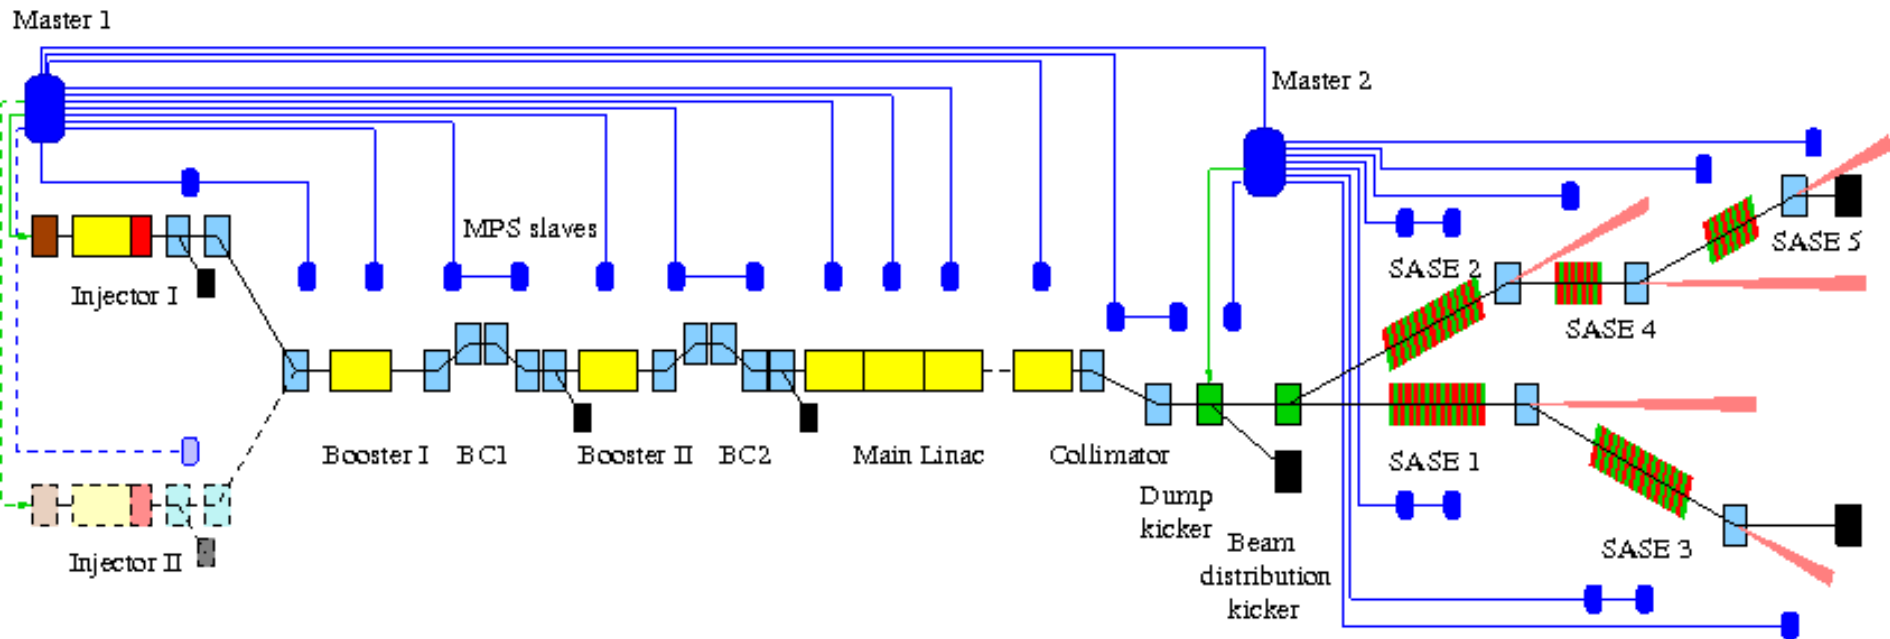 Master 1
Master 2
MPS slaves
Injector I
SASE 2
SASE 5
SASE 4
Booster I
BC1
Booster II
BC2
Main Linac
Collimator
SASE 1
Dump
kicker
Beam
distribution
kicker
SASE 3
Injector II